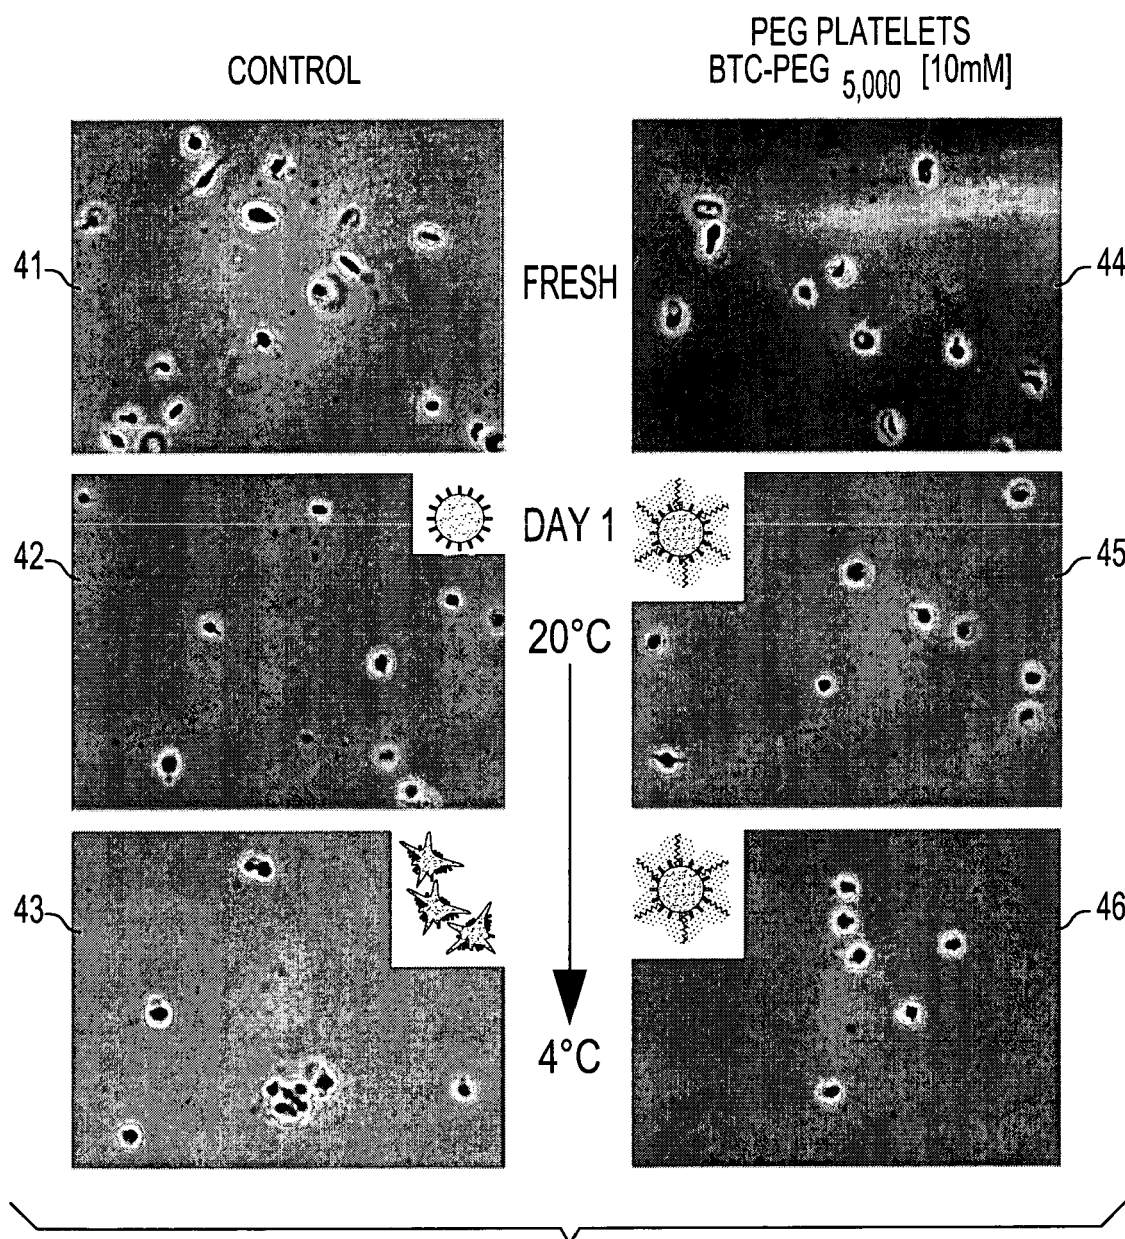 CONTROL
PEG PLATELETS
BTC-PEG 5,000 [10mM]
41
FRESH
44
42
DAY 1
45
20°C
43
46
4°C